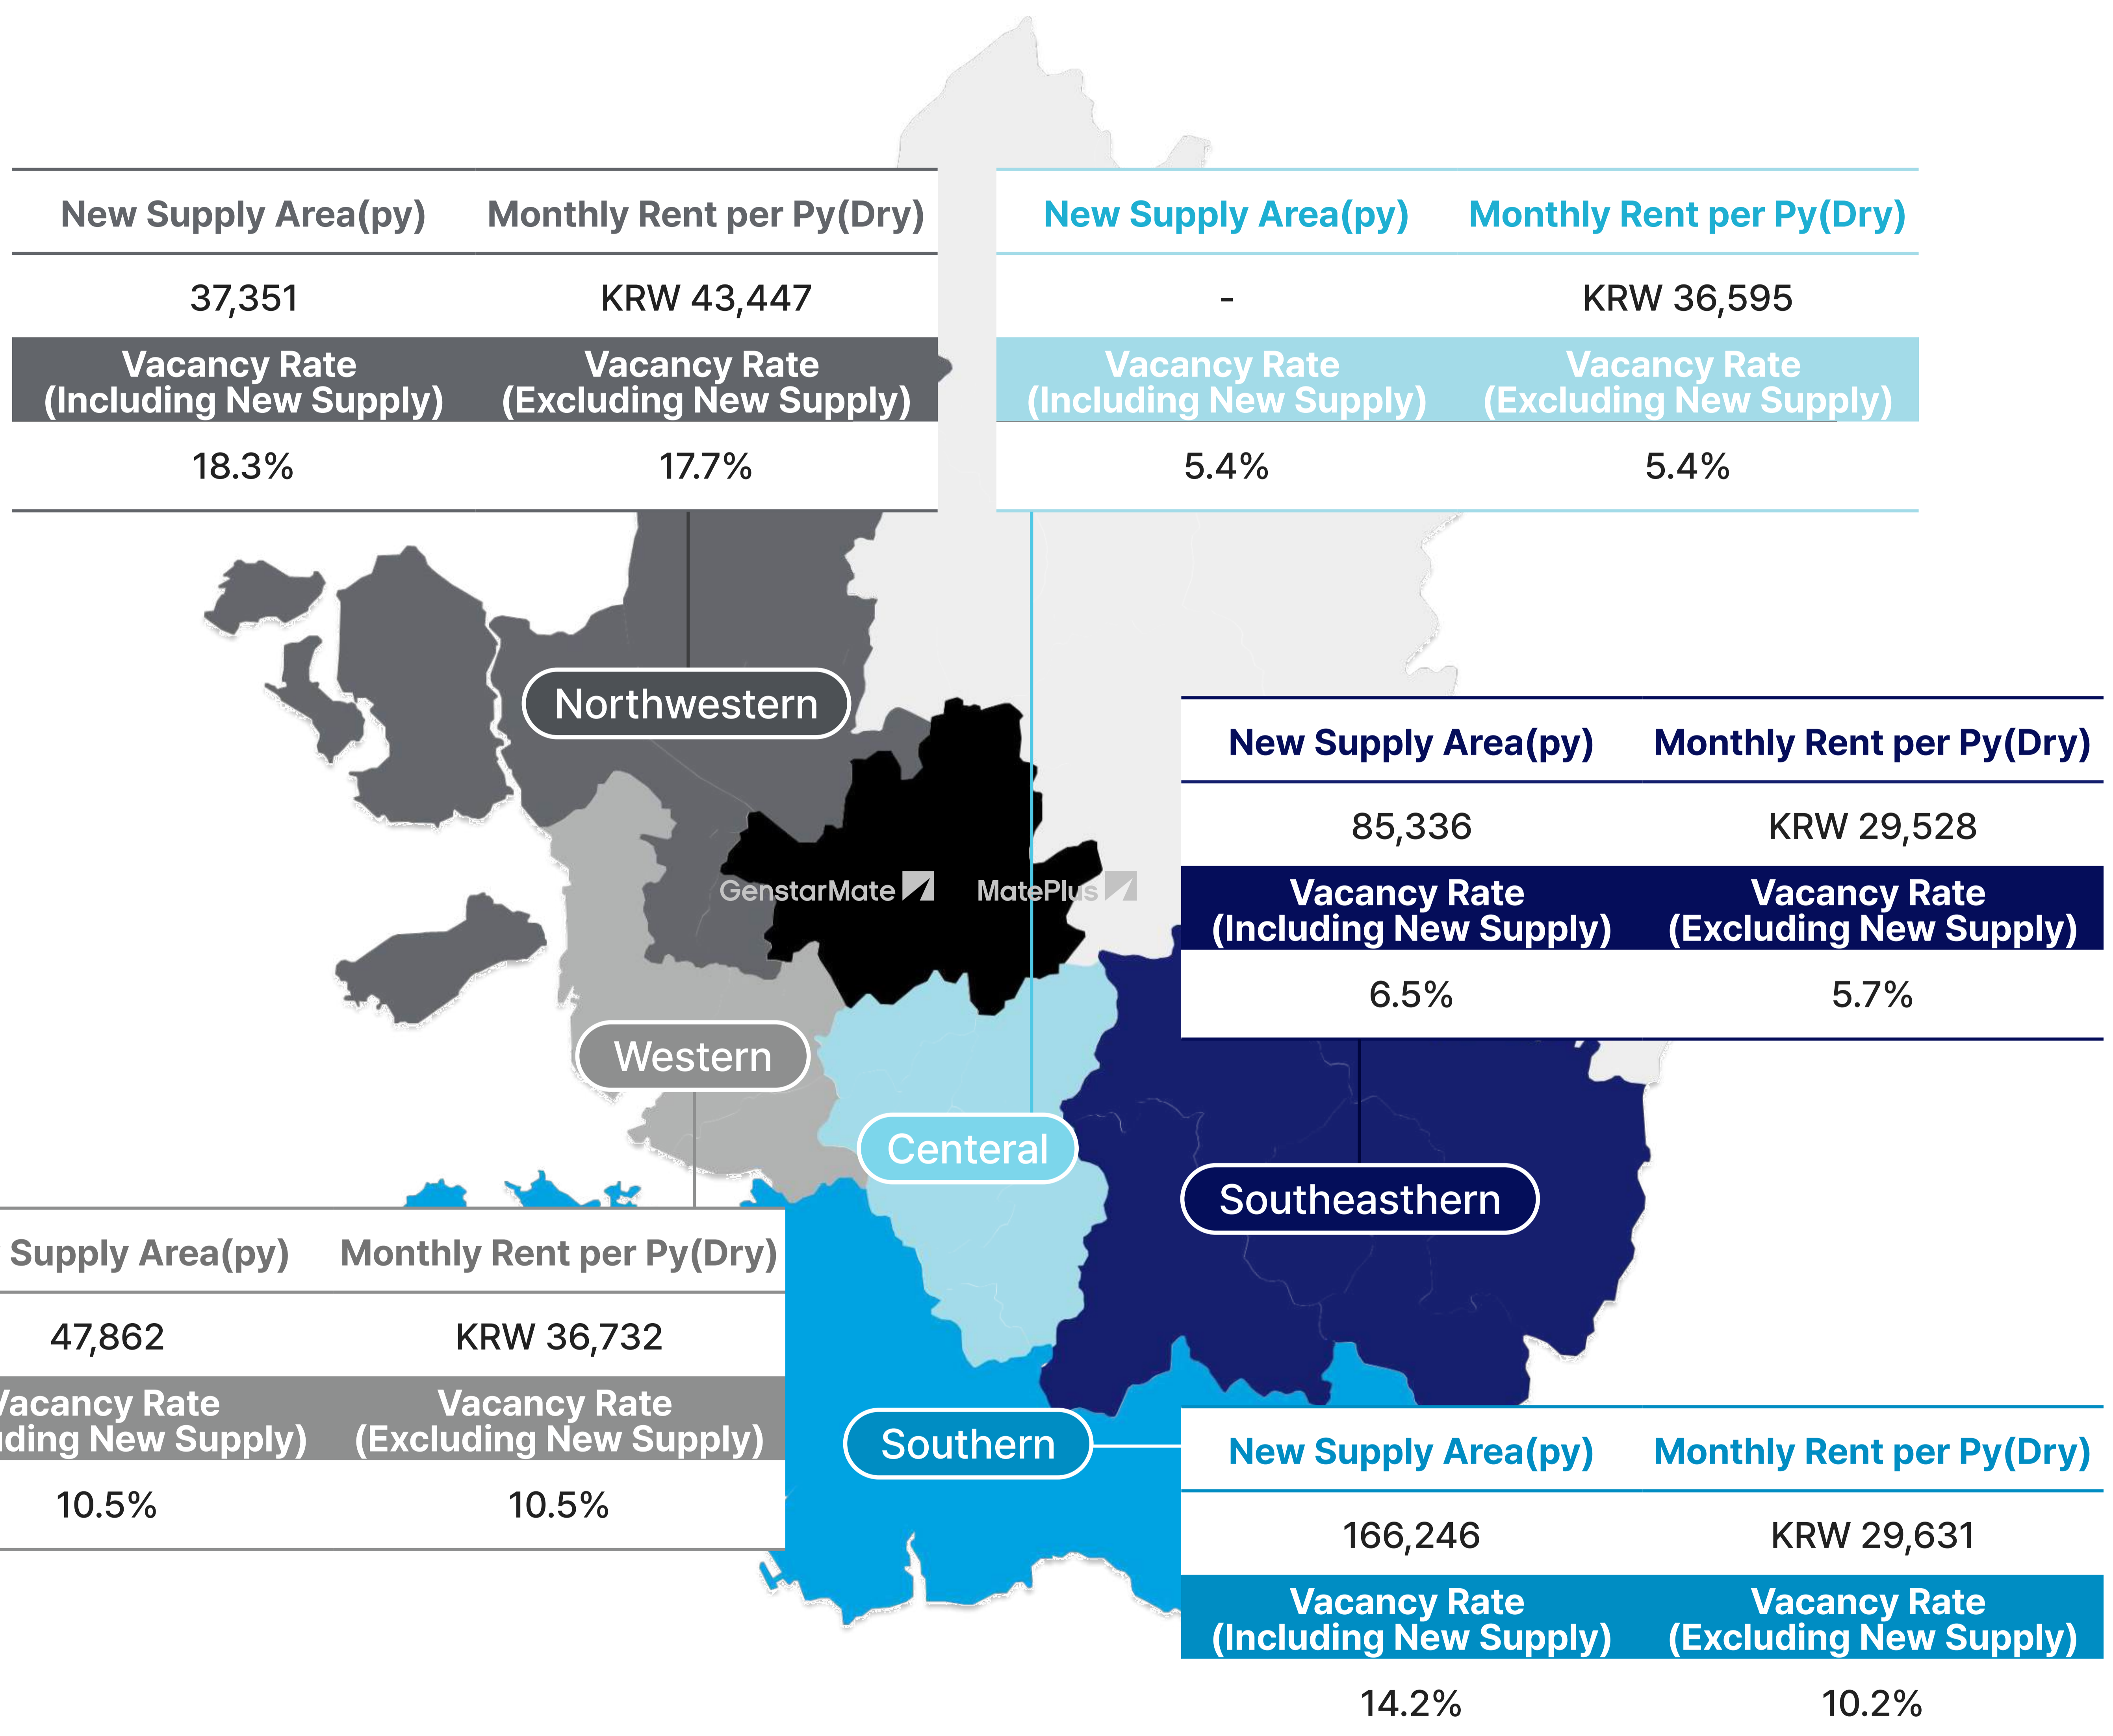 New Supply Area(py) Monthly Rent per Py(Dry)
37,351 KRW 43,447
Vacancy Rate Vacancy Rate
(Including New Supply) (Excluding New Supply)
18.3% 17.7%
New Supply Area(py) Monthly Rent per Py(Dry)
- KRW 36,595
Vacancy Rate Vacancy Rate
(Including New Supply) (Excluding New Supply)
5.4% 5.4%
Northwestern
New Supply Area(py) Monthly Rent per Py(Dry)
85,336 KRW 29,528
Vacancy Rate Vacancy Rate
(Including New Supply) (Excluding New Supply)
6.5% 5.7%
GenstarMate MatePlus
Western
Centeral
Southeasthern
Supply Area(py) Monthly Rent per Py(Dry)
47,862 KRW 36,732
Vacancy Rate Vacancy Rate
ding New Supply) (Excluding New Supply)
10.5% 10.5%
Southern
New Supply Area(py) Monthly Rent per Py(Dry)
166,246 KRW 29,631
Vacancy Rate Vacancy Rate
(Including New Supply) (Excluding New Supply)
14.2% 10.2%